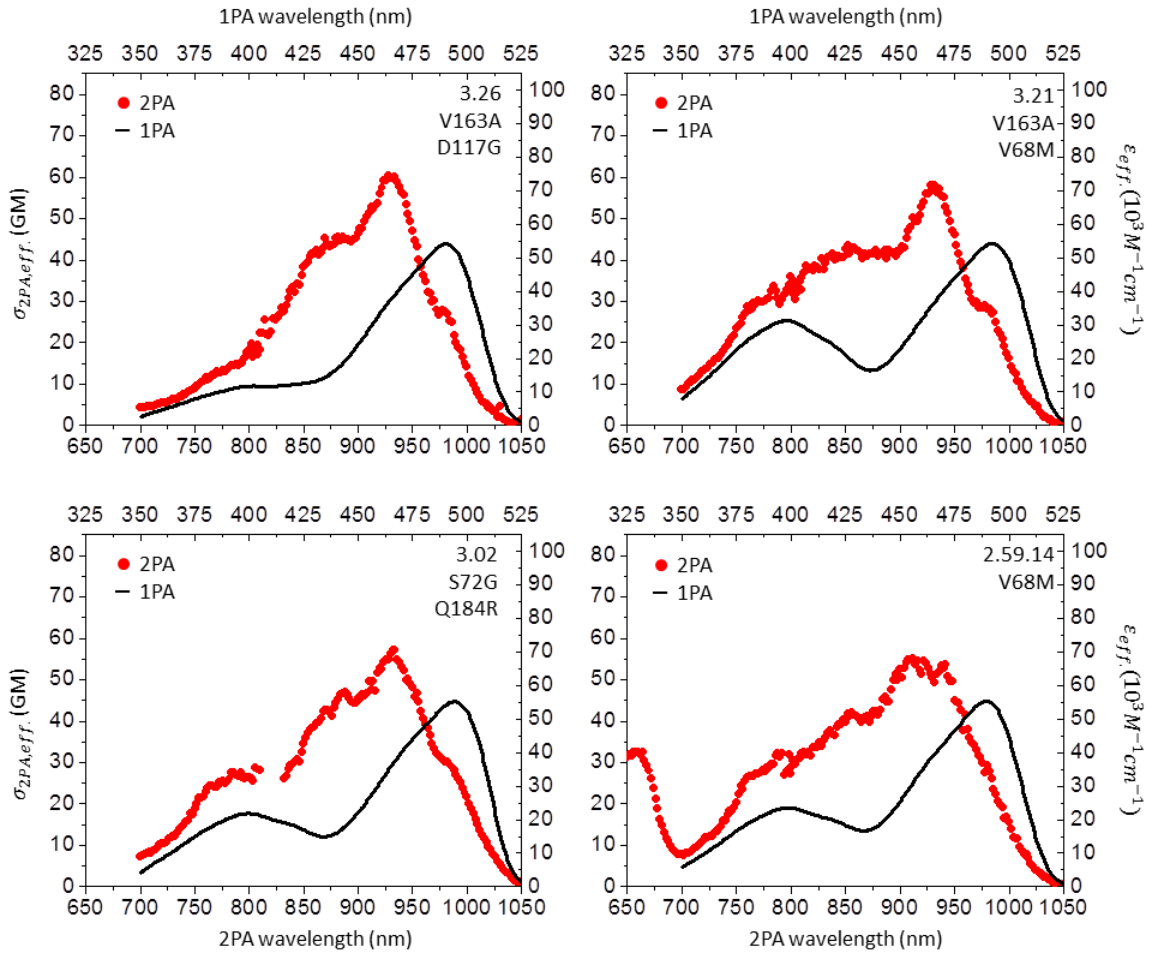 1PA wavelength (nm)
1PA wavelength (nm)
325 350 375 400 425 450 475 500 525
325 350 375 400 425 450 475 500 525
80
70
60
50
40
30
20
10
0
σ2PA,eff. (GM)
2PA
1PA
3.26
V163A
D117G
100
90
80
70
60
50
40
30
20
10
0
650 700 750 800 850 900 950 1000 1050
80
70
60
50
40
30
20
10
0
2PA
1PA
3.21
V163A
V68M
100
90
80
70
60
50
40
30
20
10
0
εeff.(10³M⁻¹cm⁻¹)
650 700 750 800 850 900 950 1000 1050
325 350 375 400 425 450 475 500 525
325 350 375 400 425 450 475 500 525
80
70
60
50
40
30
20
10
0
σ2PA,eff. (GM)
2PA
1PA
3.02
S72G
Q184R
100
90
80
70
60
50
40
30
20
10
0
650 700 750 800 850 900 950 1000 1050
2PA wavelength (nm)
80
70
60
50
40
30
20
10
0
2PA
1PA
2.59.14
V68M
100
90
80
70
60
50
40
30
20
10
0
εeff.(10³M⁻¹cm⁻¹)
650 700 750 800 850 900 950 1000 1050
2PA wavelength (nm)